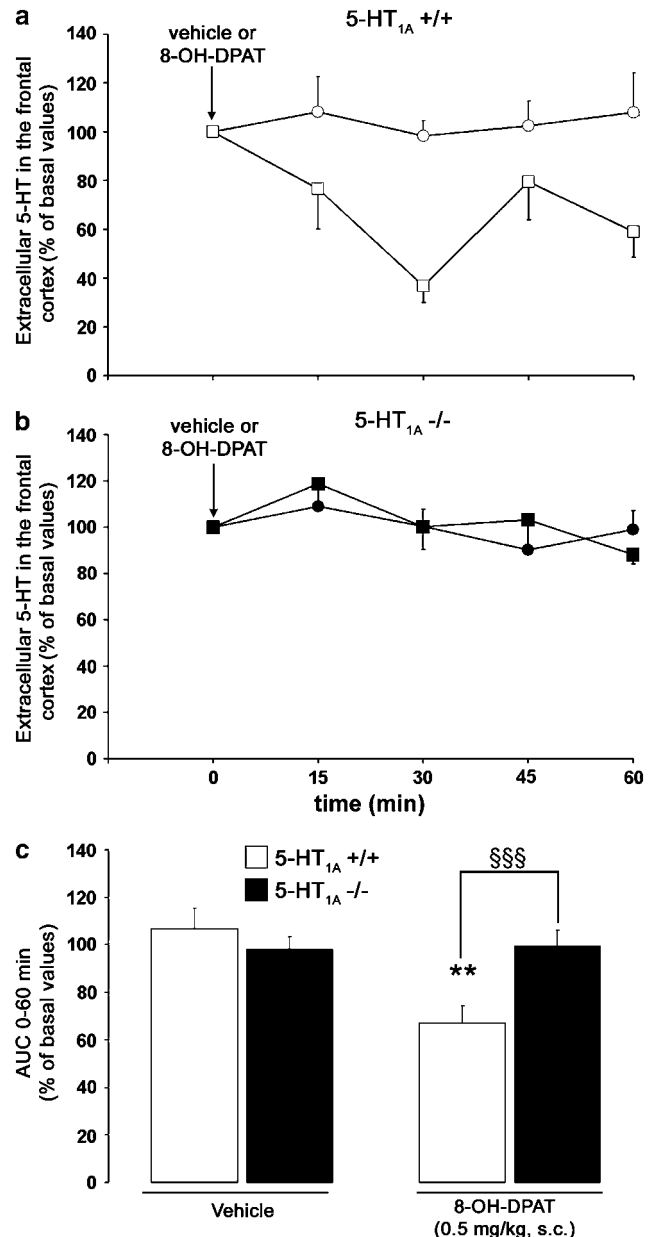 a
5-HT1A +/+
vehicle or
8-OH-DPAT
Extracellular 5-HT in the frontal
cortex (% of basal values)
140
120
100
80
60
40
20
0
b
5-HT1A -/-
vehicle or
8-OH-DPAT
Extracellular 5-HT in the frontal
cortex (% of basal values)
140
120
100
80
60
40
20
0
0 15 30 45 60
time (min)
c
5-HT1A +/+
5-HT1A -/-
§§§
**
AUC 0-60 min
(% of basal values)
140
120
100
80
60
40
20
0
Vehicle
8-OH-DPAT
(0.5 mg/kg, s.c.)